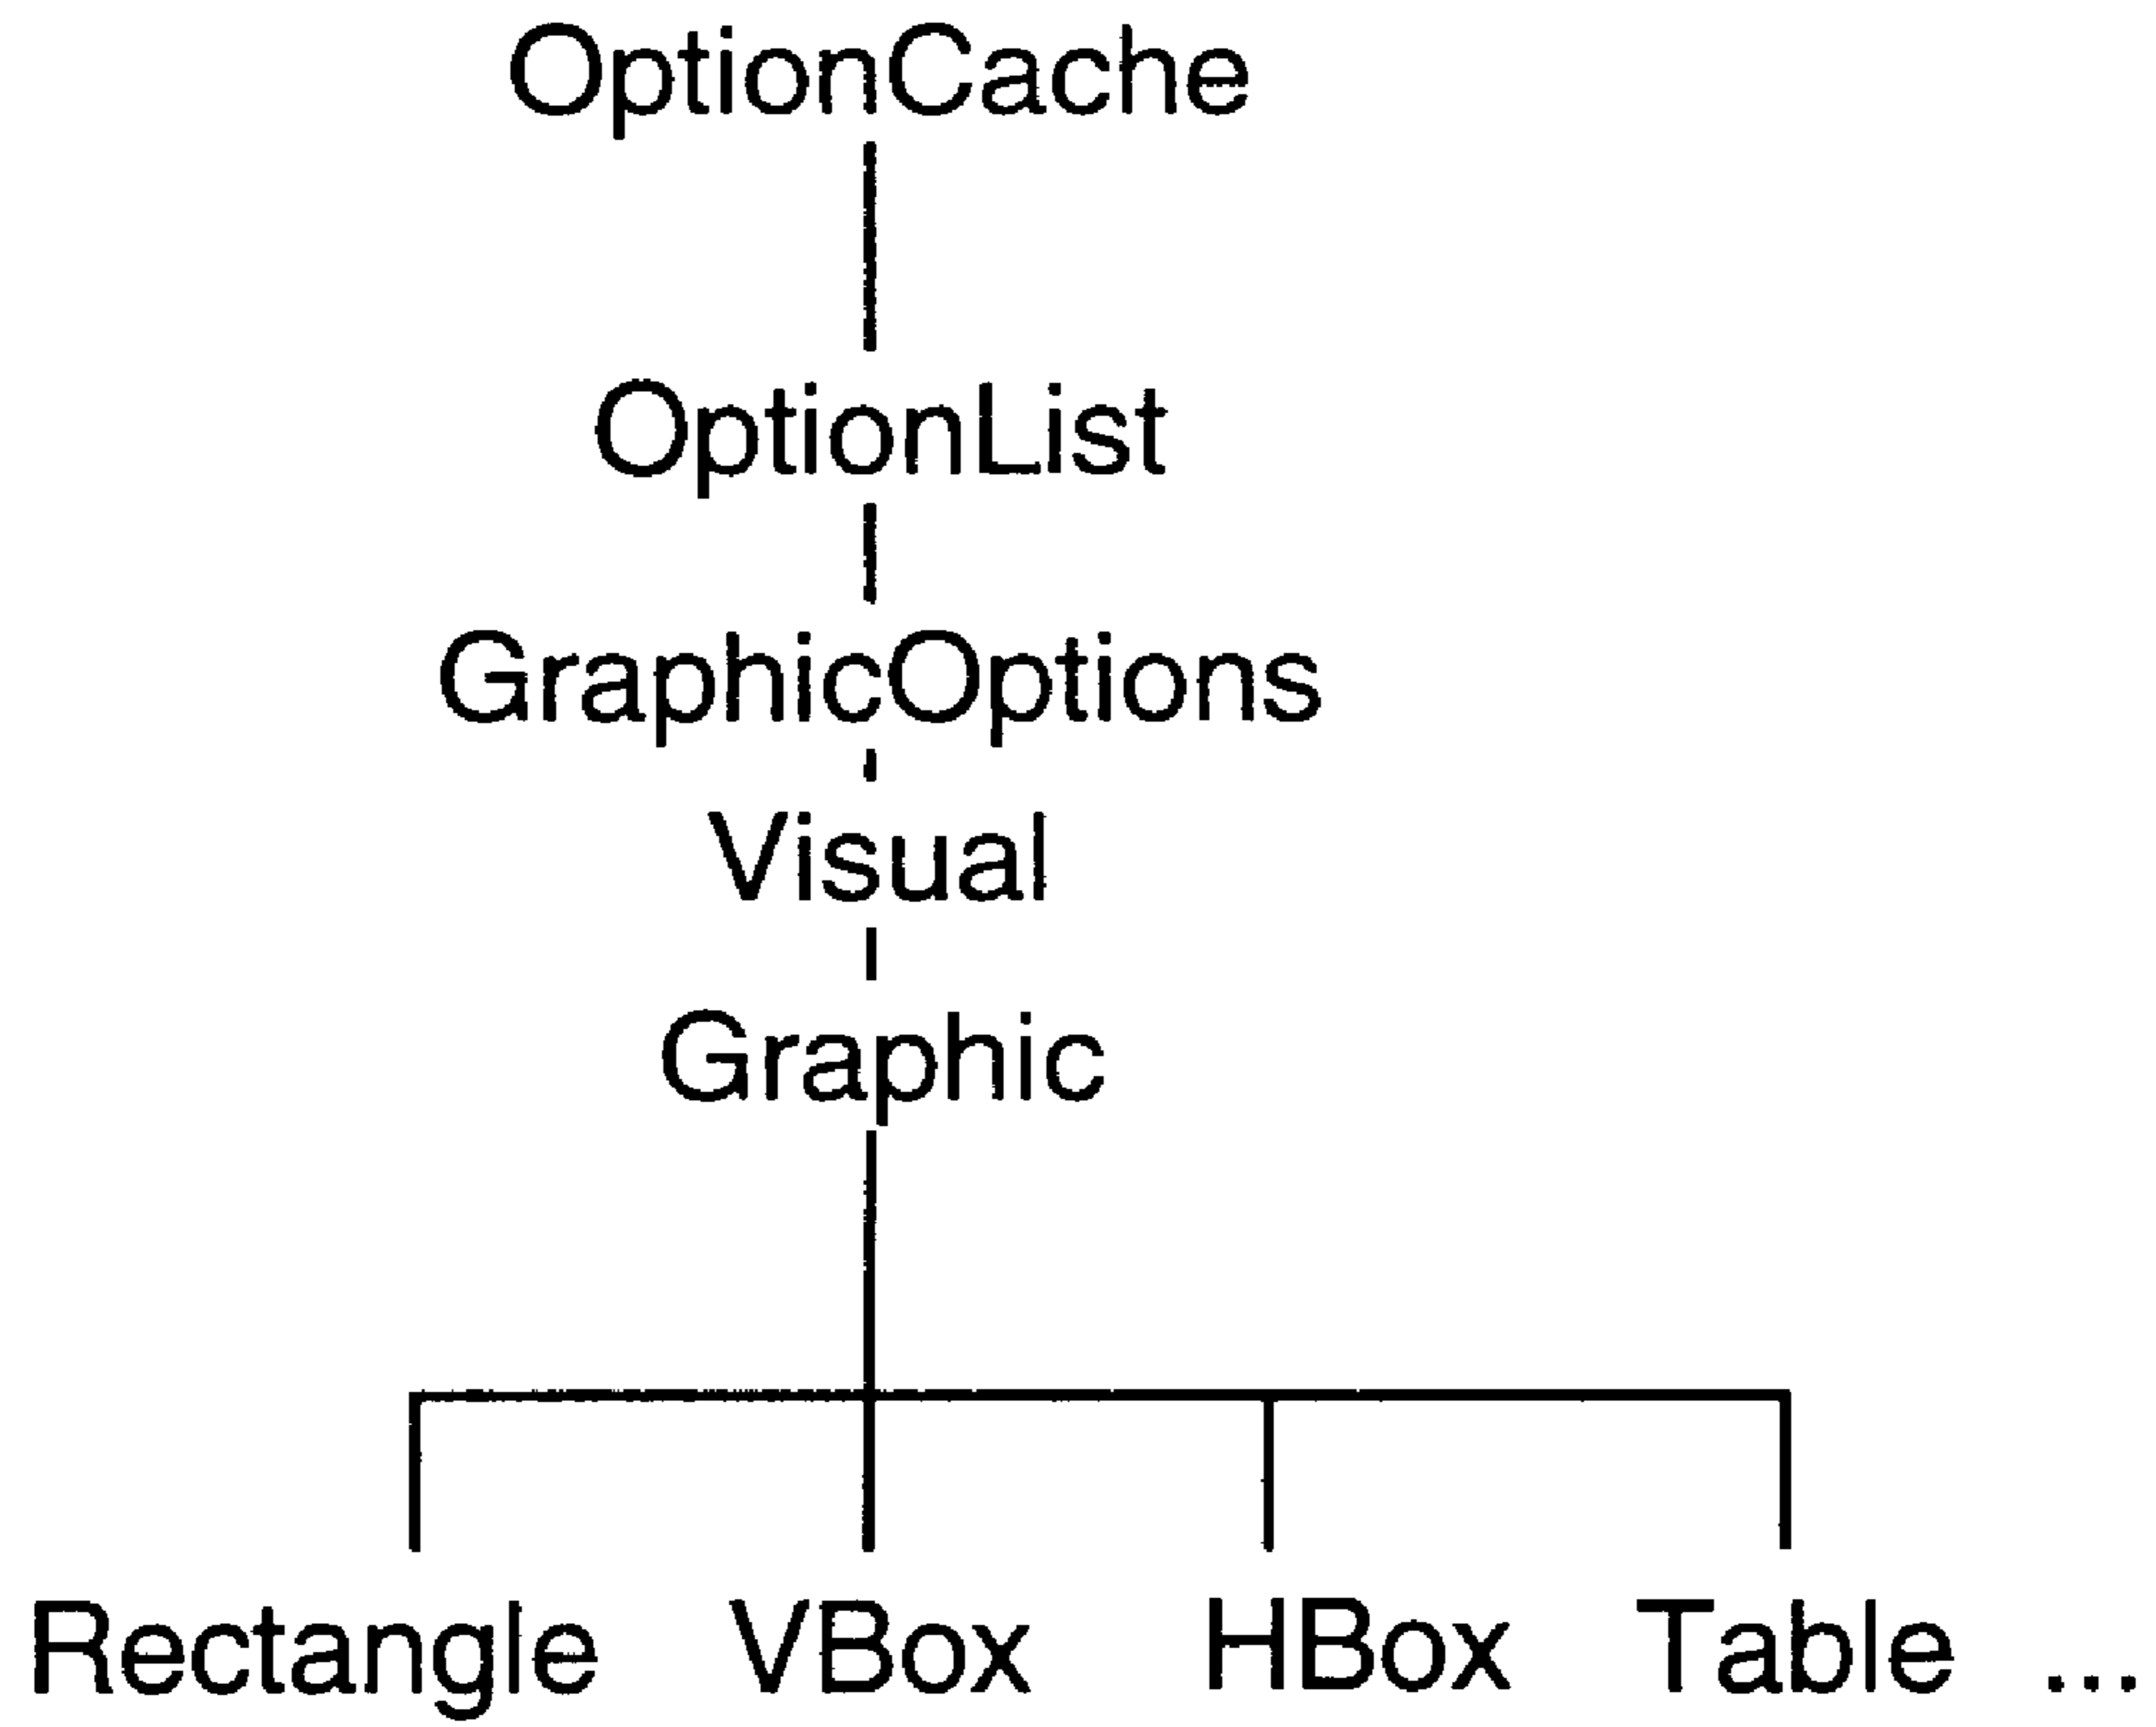 OptionCache
OptionList
GraphicOptions
Visual
Graphic
Rectangle VBox HBox Table ...